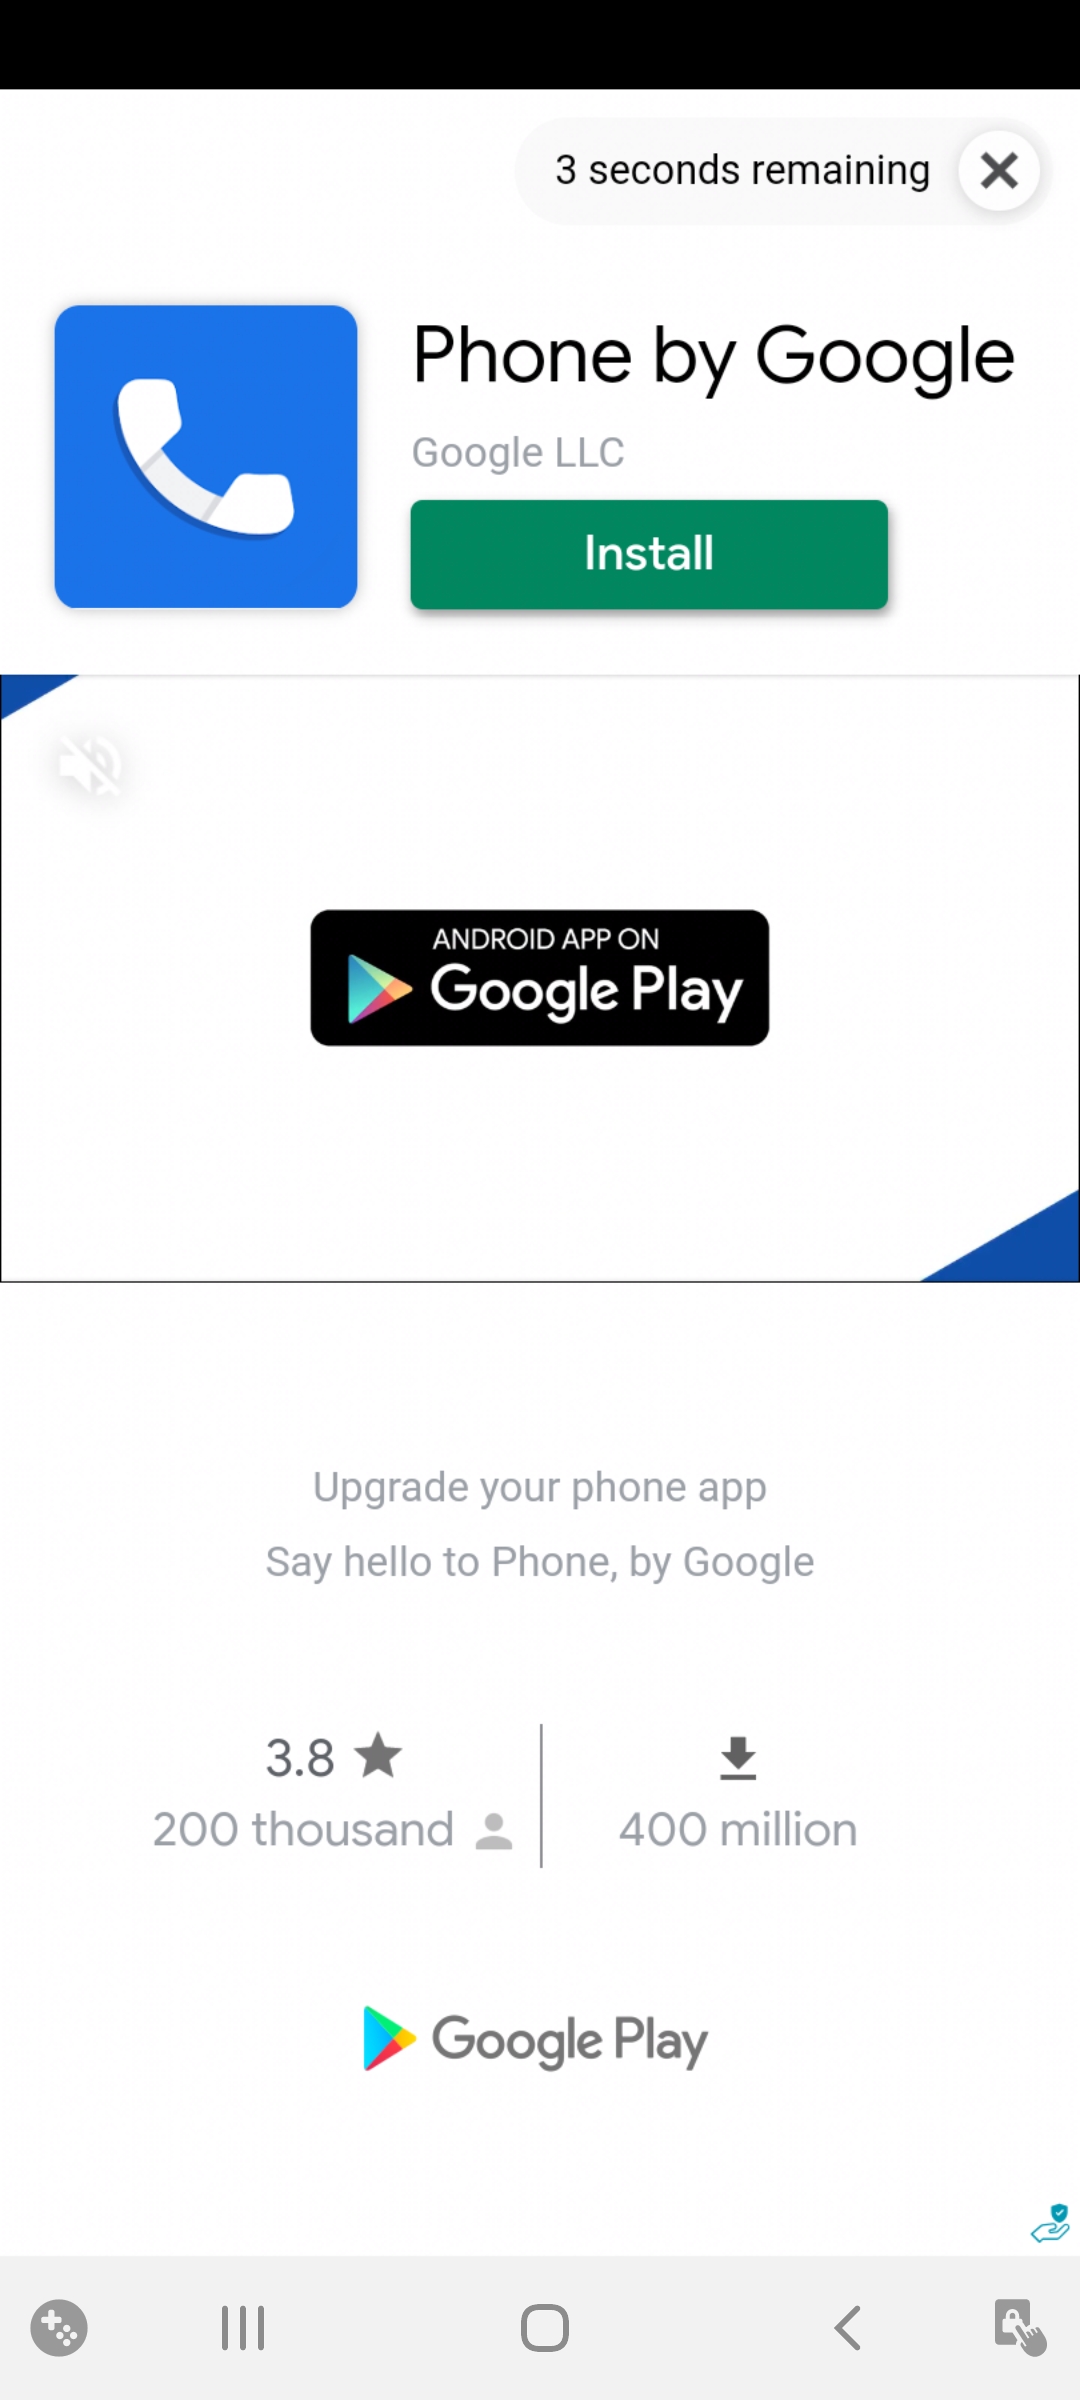 3 seconds remaining
Phone by Google
Google LLC
Install
ANDROID APP ON
Google Play
Upgrade your phone app
Say hello to Phone, by Google
3.8
200 thousand
400 million
Google Play